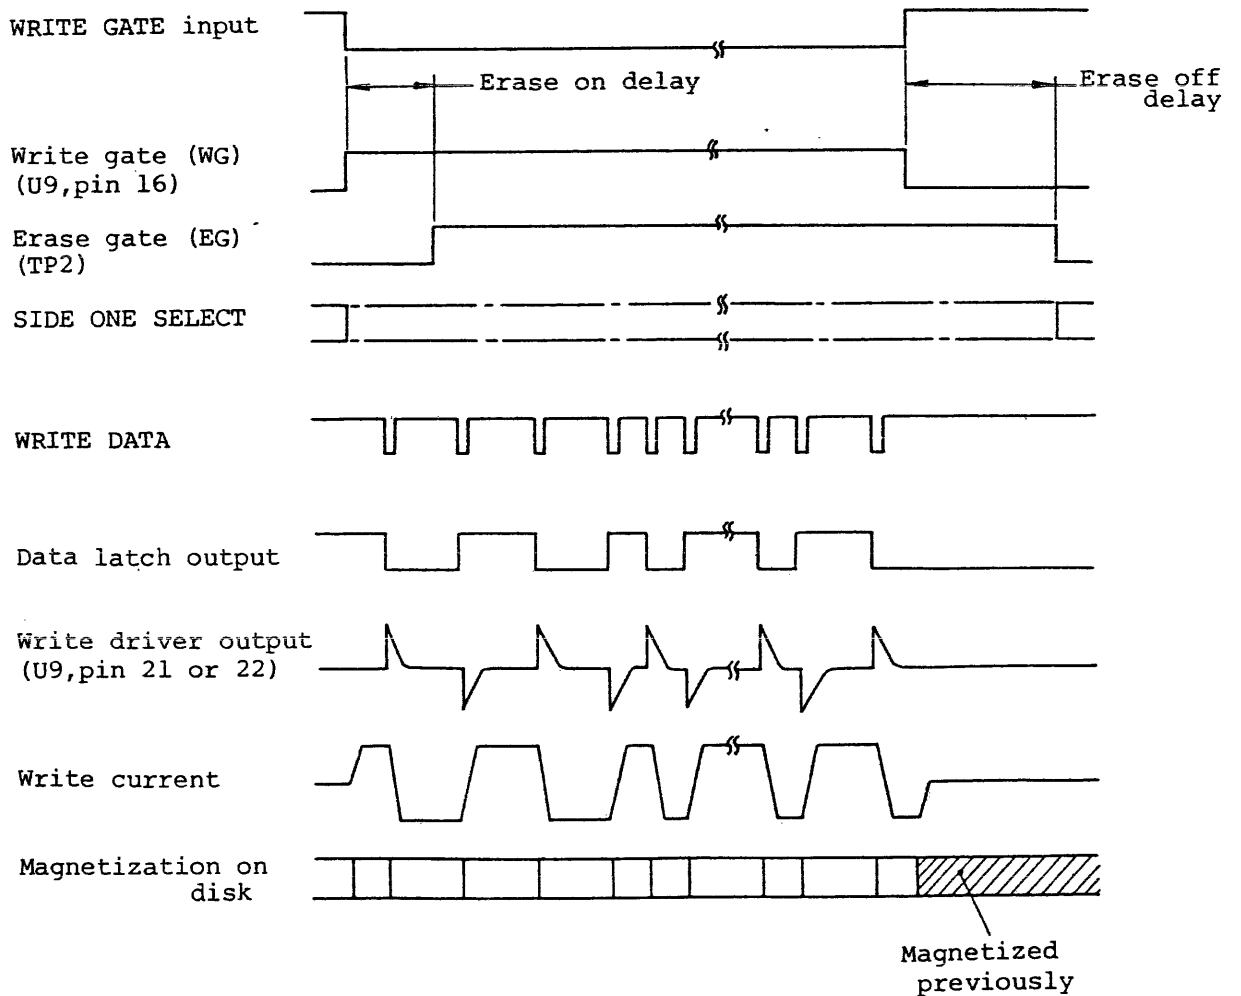 WRITE GATE input
Erase on delay
Erase off
delay
Write gate (WG)
(U9,pin 16)
Erase gate (EG)
(TP2)
SIDE ONE SELECT
WRITE DATA
Data latch output
Write driver output
(U9,pin 21 or 22)
Write current
Magnetization on
disk
Magnetized
previously